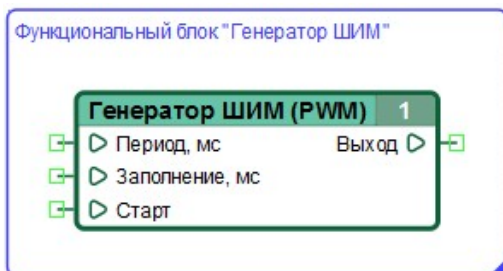 Функциональный блок "Генератор ШИМ"
Генератор ШИМ (PWM) 1
Период, мс Выход
Заполнение, мс
Старт